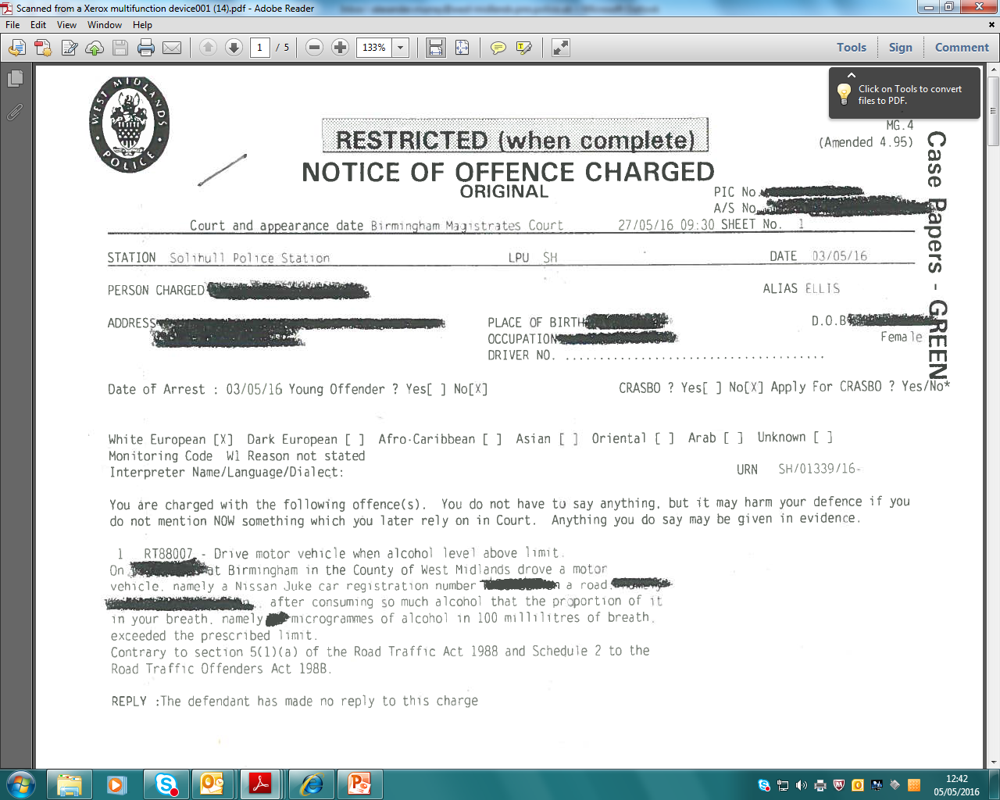 Scanned from a Xerox multifunction device001 (14).pdf - Adobe Reader
File Edit View Window Help
1 / 5 133% Tools Sign Comment
Click on Tools to convert
files to PDF.
WEST MIDLANDS
POLICE
MG.4
(Amended 4.95)
RESTRICTED (when complete)
NOTICE OF OFFENCE CHARGED
ORIGINAL
Case Papers - GREEN
PIC No.
A/S No.
Court and appearance date Birmingham Magistrates Court 27/05/16 09:30 SHEET No. 1
STATION Solihull Police Station LPU SH DATE 03/05/16
PERSON CHARGED ALIAS ELLIS
ADDRESS PLACE OF BIRTH D.O.B
OCCUPATION Female
DRIVER NO. ......................................
Date of Arrest : 03/05/16 Young Offender ? Yes[ ] No[X] CRASBO ? Yes[ ] No[X] Apply For CRASBO ? Yes/No*
White European [X] Dark European [ ] Afro-Caribbean [ ] Asian [ ] Oriental [ ] Arab [ ] Unknown [ ]
Monitoring Code W1 Reason not stated
Interpreter Name/Language/Dialect: URN SH/01339/16-
You are charged with the following offence(s). You do not have to say anything, but it may harm your defence if you
do not mention NOW something which you later rely on in Court. Anything you do say may be given in evidence.
1 RT88007 - Drive motor vehicle when alcohol level above limit.
On at Birmingham in the County of West Midlands drove a motor
vehicle, namely a Nissan Juke car registration number a road,
, after consuming so much alcohol that the proportion of it
in your breath, namely microgrammes of alcohol in 100 millilitres of breath,
exceeded the prescribed limit.
Contrary to section 5(1)(a) of the Road Traffic Act 1988 and Schedule 2 to the
Road Traffic Offenders Act 1988.
REPLY :The defendant has made no reply to this charge
12:42
05/05/2016